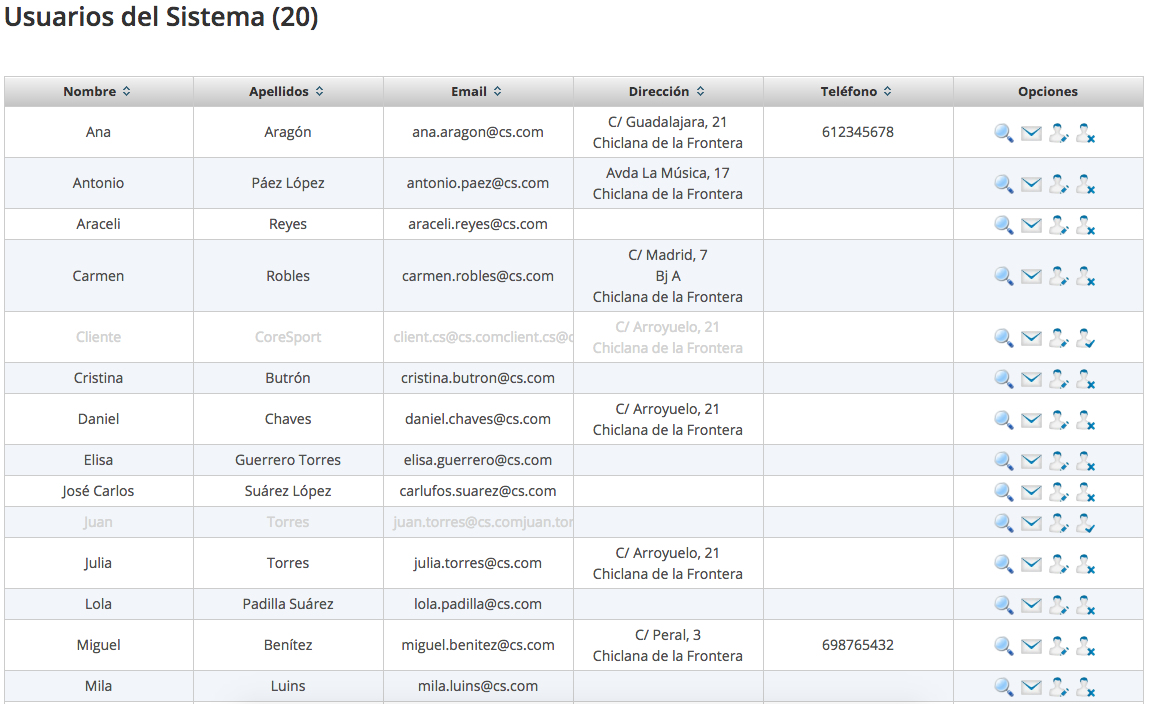 Usuarios del Sistema (20)
Nombre Apellidos Email Dirección Teléfono Opciones
Ana Aragón ana.aragon@cs.com C/ Guadalajara, 21 612345678
Chiclana de la Frontera
Antonio Páez López antonio.paez@cs.com Avda La Música, 17
Chiclana de la Frontera
Araceli Reyes araceli.reyes@cs.com
Carmen Robles carmen.robles@cs.com C/ Madrid, 7
Bj A
Chiclana de la Frontera
Cliente CoreSport client.cs@cs.comclient.cs@c C/ Arroyuelo, 21
Chiclana de la Frontera
Cristina Butrón cristina.butron@cs.com
Daniel Chaves daniel.chaves@cs.com C/ Arroyuelo, 21
Chiclana de la Frontera
Elisa Guerrero Torres elisa.guerrero@cs.com
José Carlos Suárez López carlufos.suarez@cs.com
Juan Torres juan.torres@cs.comjuan.tor
Julia Torres julia.torres@cs.com C/ Arroyuelo, 21
Chiclana de la Frontera
Lola Padilla Suárez lola.padilla@cs.com
Miguel Benítez miguel.benitez@cs.com C/ Peral, 3 698765432
Chiclana de la Frontera
Mila Luins mila.luins@cs.com